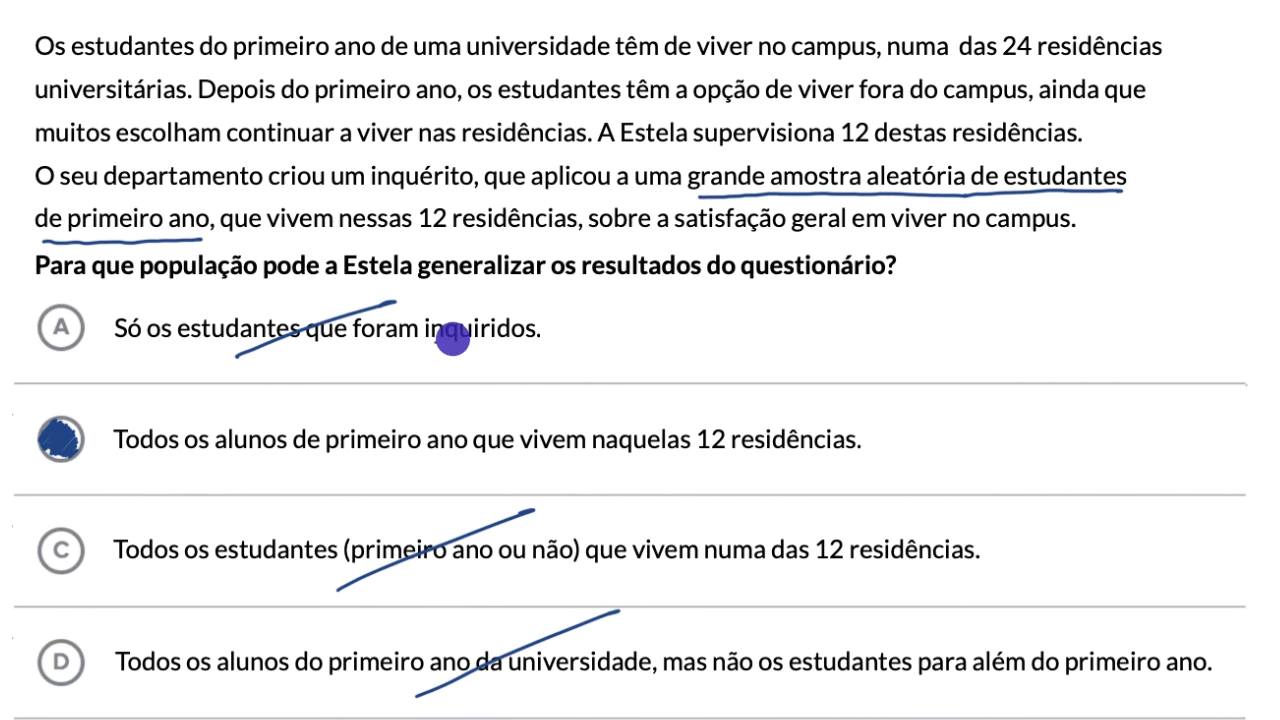 Os estudantes do primeiro ano de uma universidade têm de viver no campus, numa das 24 residências
universitárias. Depois do primeiro ano, os estudantes têm a opção de viver fora do campus, ainda que
muitos escolham continuar a viver nas residências. A Estela supervisiona 12 destas residências.
O seu departamento criou um inquérito, que aplicou a uma grande amostra aleatória de estudantes
de primeiro ano, que vivem nessas 12 residências, sobre a satisfação geral em viver no campus.
Para que população pode a Estela generalizar os resultados do questionário?
A Só os estudantes que foram inquiridos.
Todos os alunos de primeiro ano que vivem naquelas 12 residências.
C Todos os estudantes (primeiro ano ou não) que vivem numa das 12 residências.
D Todos os alunos do primeiro ano da universidade, mas não os estudantes para além do primeiro ano.